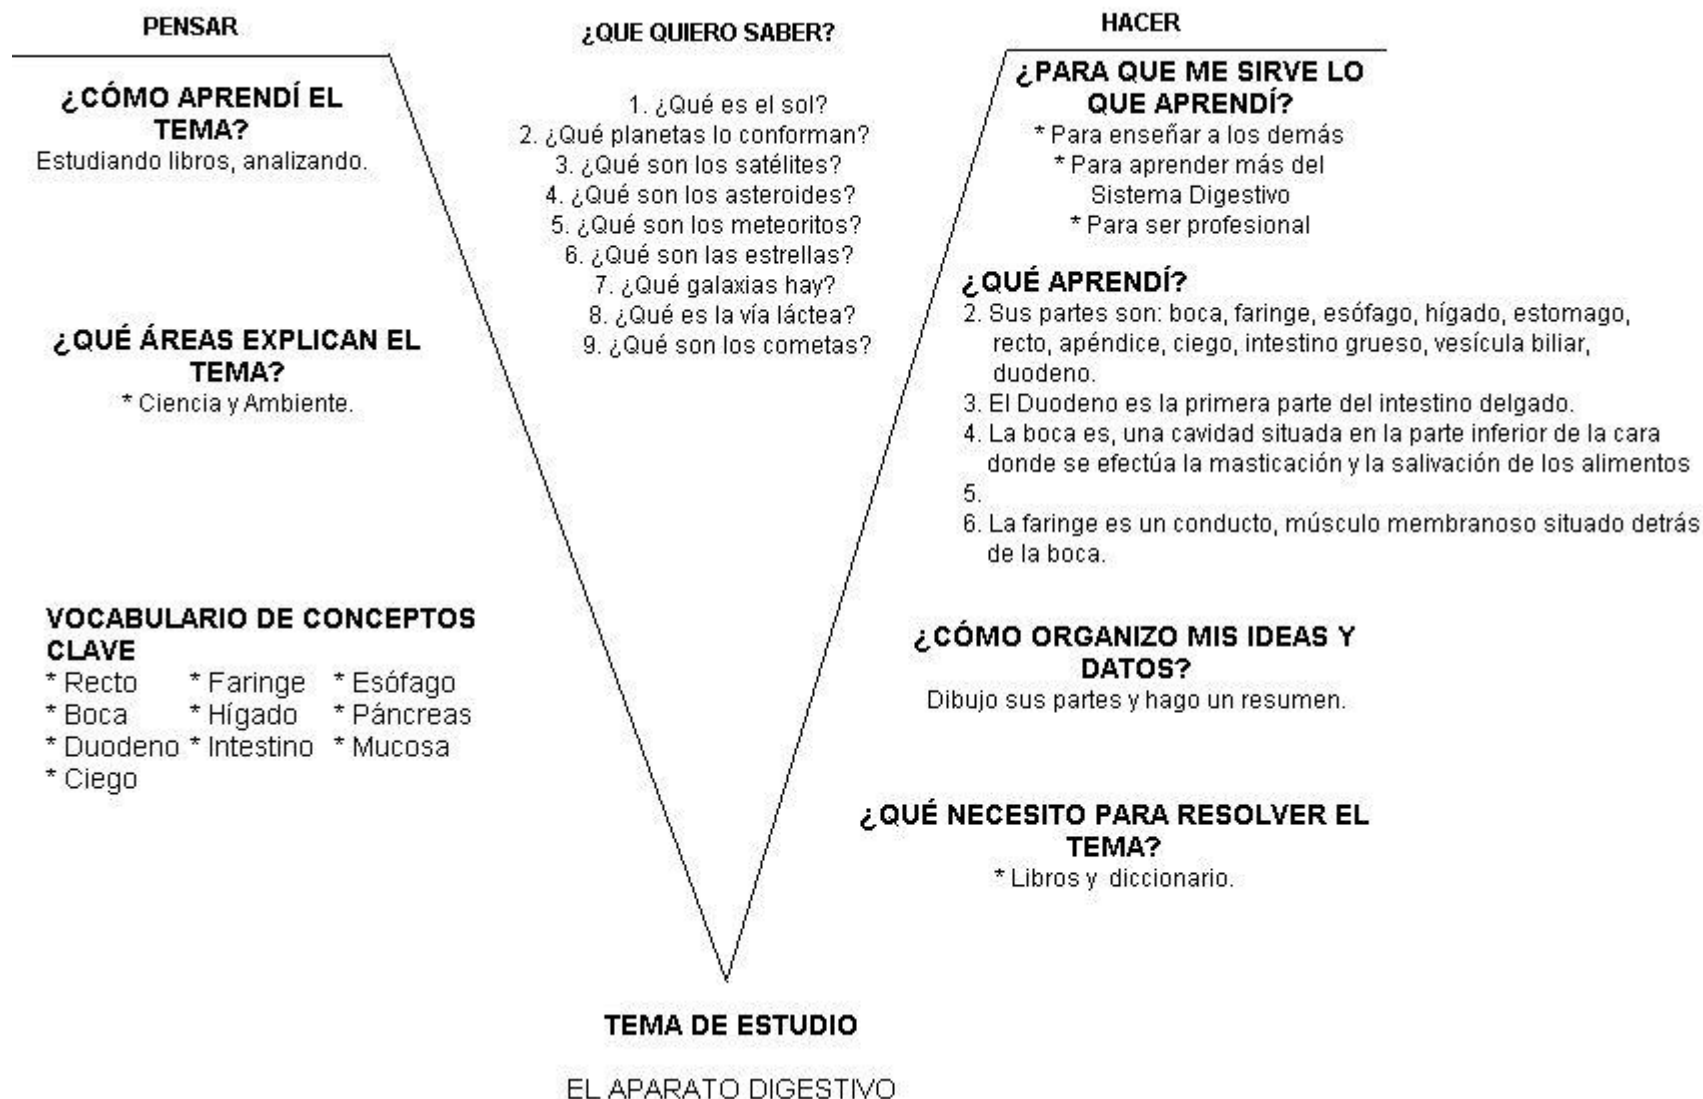 PENSAR
¿CÓMO APRENDÍ EL
TEMA?
Estudiando libros, analizando.
¿QUÉ ÁREAS EXPLICAN EL
TEMA?
* Ciencia y Ambiente.
VOCABULARIO DE CONCEPTOS
CLAVE
* Recto * Faringe * Esófago
* Boca * Hígado * Páncreas
* Duodeno * Intestino * Mucosa
* Ciego
¿QUE QUIERO SABER?
1. ¿Qué es el sol?
2. ¿Qué planetas lo conforman?
3. ¿Qué son los satélites?
4. ¿Qué son los asteroides?
5. ¿Qué son los meteoritos?
6. ¿Qué son las estrellas?
7. ¿Qué galaxias hay?
8. ¿Qué es la vía láctea?
9. ¿Qué son los cometas?
HACER
¿PARA QUE ME SIRVE LO
QUE APRENDÍ?
* Para enseñar a los demás
* Para aprender más del
Sistema Digestivo
* Para ser profesional
¿QUÉ APRENDÍ?
2. Sus partes son: boca, faringe, esófago, hígado, estomago,
recto, apéndice, ciego, intestino grueso, vesícula biliar,
duodeno.
3. El Duodeno es la primera parte del intestino delgado.
4. La boca es, una cavidad situada en la parte inferior de la cara
donde se efectúa la masticación y la salivación de los alimentos
5.
6. La faringe es un conducto, músculo membranoso situado detrás
de la boca.
¿CÓMO ORGANIZO MIS IDEAS Y
DATOS?
Dibujo sus partes y hago un resumen.
¿QUÉ NECESITO PARA RESOLVER EL
TEMA?
* Libros y diccionario.
TEMA DE ESTUDIO
EL APARATO DIGESTIVO